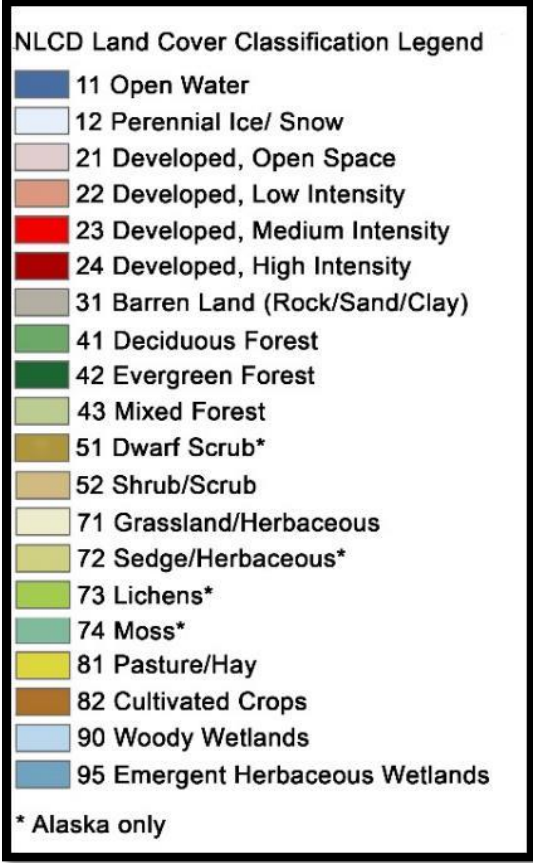 NLCD Land Cover Classification Legend
11 Open Water
12 Perennial Ice/ Snow
21 Developed, Open Space
22 Developed, Low Intensity
23 Developed, Medium Intensity
24 Developed, High Intensity
31 Barren Land (Rock/Sand/Clay)
41 Deciduous Forest
42 Evergreen Forest
43 Mixed Forest
51 Dwarf Scrub*
52 Shrub/Scrub
71 Grassland/Herbaceous
72 Sedge/Herbaceous*
73 Lichens*
74 Moss*
81 Pasture/Hay
82 Cultivated Crops
90 Woody Wetlands
95 Emergent Herbaceous Wetlands
* Alaska only